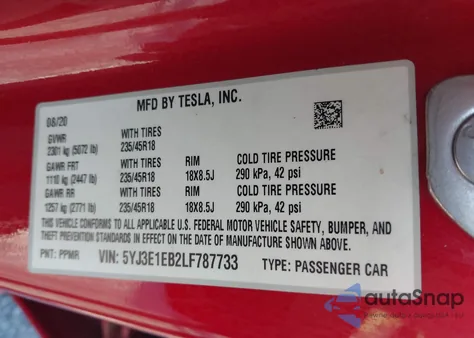 MFD BY TESLA, INC.
08/20
GVWR WITH TIRES
2301 kg (5072 lb) 235/45R18
GAWR FRT WITH TIRES RIM COLD TIRE PRESSURE
1110 kg (2447 lb) 235/45R18 18X8.5J 290 kPa, 42 psi
GAWR RR WITH TIRES RIM COLD TIRE PRESSURE
1257 kg (2771 lb) 235/45R18 18X8.5J 290 kPa, 42 psi
THIS VEHICLE CONFORMS TO ALL APPLICABLE U.S. FEDERAL MOTOR VEHICLE SAFETY, BUMPER, AND
THEFT PREVENTION STANDARDS IN EFFECT ON THE DATE OF MANUFACTURE SHOWN ABOVE.
PNT: PPMR VIN: 5YJ3E1EB2LF787733 TYPE: PASSENGER CAR
autoSnap